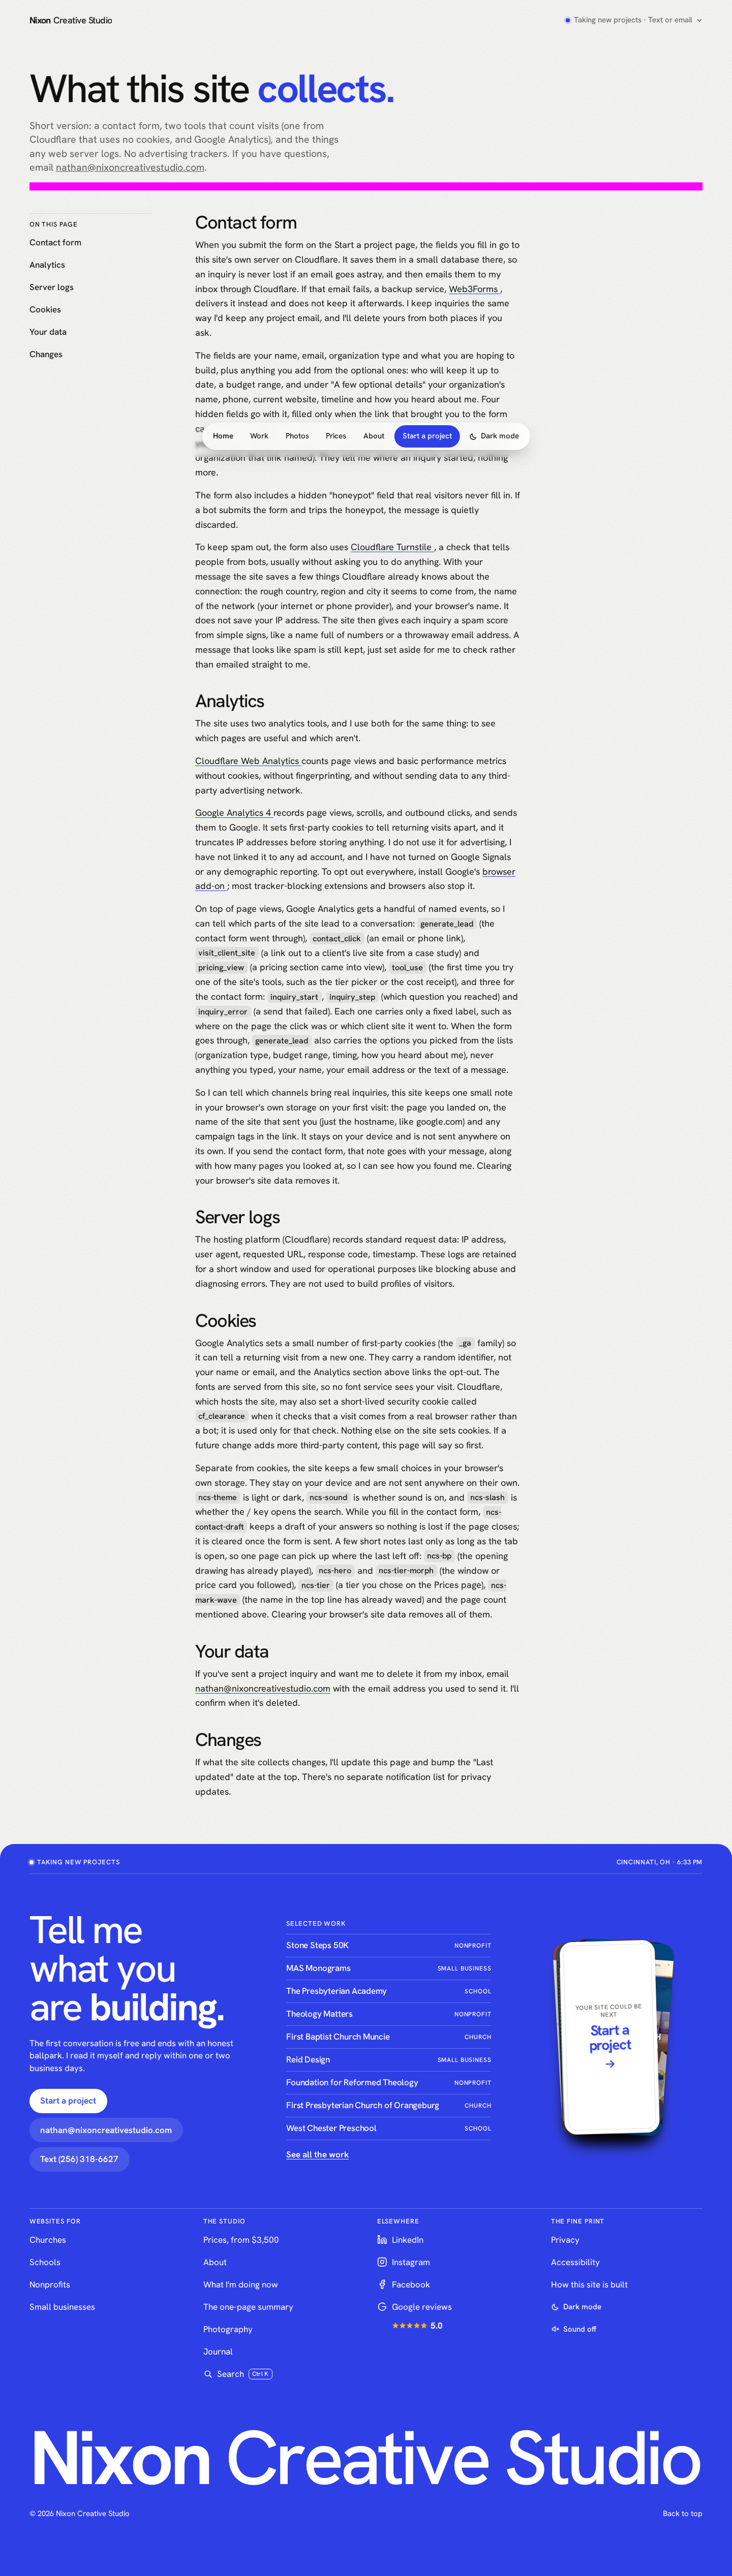 Nixon Creative Studio
Taking new projects · Text or email
What this site collects.
Short version: a contact form, two tools that count visits (one from
Cloudflare that uses no cookies, and Google Analytics), and the things
any web server logs. No advertising trackers. If you have questions,
email nathan@nixoncreativestudio.com.
ON THIS PAGE
Contact form
Analytics
Server logs
Cookies
Your data
Changes
Contact form
When you submit the form on the Start a project page, the fields you fill in go to
this site's own server on Cloudflare. It saves them in a small database there, so
an inquiry is never lost if an email goes astray, and then emails them to my
inbox through Cloudflare. If that email fails, a backup service, Web3Forms ,
delivers it instead and does not keep it afterwards. I keep inquiries the same
way I'd keep any project email, and I'll delete yours from both places if you
ask.
The fields are your name, email, organization type and what you are hoping to
build, plus anything you add from the optional ones: who will keep it up to
date, a budget range, and under "A few optional details" your organization's
name, phone, current website, timeline and how you heard about me. Four
hidden fields go with it, filled only when the link that brought you to the form
Home
Work
Photos
Prices
About
Start a project
Dark mode
organization that link named). They tell me where an inquiry started, nothing
more.
The form also includes a hidden "honeypot" field that real visitors never fill in. If
a bot submits the form and trips the honeypot, the message is quietly
discarded.
To keep spam out, the form also uses Cloudflare Turnstile , a check that tells
people from bots, usually without asking you to do anything. With your
message the site saves a few things Cloudflare already knows about the
connection: the rough country, region and city it seems to come from, the name
of the network (your internet or phone provider), and your browser's name. It
does not save your IP address. The site then gives each inquiry a spam score
from simple signs, like a name full of numbers or a throwaway email address. A
message that looks like spam is still kept, just set aside for me to check rather
than emailed straight to me.
Analytics
The site uses two analytics tools, and I use both for the same thing: to see
which pages are useful and which aren't.
Cloudflare Web Analytics counts page views and basic performance metrics
without cookies, without fingerprinting, and without sending data to any third-
party advertising network.
Google Analytics 4 records page views, scrolls, and outbound clicks, and sends
them to Google. It sets first-party cookies to tell returning visits apart, and it
truncates IP addresses before storing anything. I do not use it for advertising, I
have not linked it to any ad account, and I have not turned on Google Signals
or any demographic reporting. To opt out everywhere, install Google's browser
add-on ; most tracker-blocking extensions and browsers also stop it.
On top of page views, Google Analytics gets a handful of named events, so I
can tell which parts of the site lead to a conversation: generate_lead (the
contact form went through), contact_click (an email or phone link),
visit_client_site (a link out to a client's live site from a case study) and
pricing_view (a pricing section came into view), tool_use (the first time you try
one of the site's tools, such as the tier picker or the cost receipt), and three for
the contact form: inquiry_start , inquiry_step (which question you reached) and
inquiry_error (a send that failed). Each one carries only a fixed label, such as
where on the page the click was or which client site it went to. When the form
goes through, generate_lead also carries the options you picked from the lists
(organization type, budget range, timing, how you heard about me), never
anything you typed, your name, your email address or the text of a message.
So I can tell which channels bring real inquiries, this site keeps one small note
in your browser's own storage on your first visit: the page you landed on, the
name of the site that sent you (just the hostname, like google.com) and any
campaign tags in the link. It stays on your device and is not sent anywhere on
its own. If you send the contact form, that note goes with your message, along
with how many pages you looked at, so I can see how you found me. Clearing
your browser's site data removes it.
Server logs
The hosting platform (Cloudflare) records standard request data: IP address,
user agent, requested URL, response code, timestamp. These logs are retained
for a short window and used for operational purposes like blocking abuse and
diagnosing errors. They are not used to build profiles of visitors.
Cookies
Google Analytics sets a small number of first-party cookies (the _ga family) so
it can tell a returning visit from a new one. They carry a random identifier, not
your name or email, and the Analytics section above links the opt-out. The
fonts are served from this site, so no font service sees your visit. Cloudflare,
which hosts the site, may also set a short-lived security cookie called
cf_clearance when it checks that a visit comes from a real browser rather than
a bot; it is used only for that check. Nothing else on the site sets cookies. If a
future change adds more third-party content, this page will say so first.
Separate from cookies, the site keeps a few small choices in your browser's
own storage. They stay on your device and are not sent anywhere on their own.
ncs-theme is light or dark, ncs-sound is whether sound is on, and ncs-slash is
whether the / key opens the search. While you fill in the contact form, ncs-
contact-draft keeps a draft of your answers so nothing is lost if the page closes;
it is cleared once the form is sent. A few short notes last only as long as the tab
is open, so one page can pick up where the last left off: ncs-bp (the opening
drawing has already played), ncs-hero and ncs-tier-morph (the window or
price card you followed), ncs-tier (a tier you chose on the Prices page), ncs-
mark-wave (the name in the top line has already waved) and the page count
mentioned above. Clearing your browser's site data removes all of them.
Your data
If you've sent a project inquiry and want me to delete it from my inbox, email
nathan@nixoncreativestudio.com with the email address you used to send it. I'll
confirm when it's deleted.
Changes
If what the site collects changes, I'll update this page and bump the "Last
updated" date at the top. There's no separate notification list for privacy
updates.
TAKING NEW PROJECTS
CINCINNATI, OH · 6:33 PM
Tell me
what you
are building.
The first conversation is free and ends with an honest
ballpark. I read it myself and reply within one or two
business days.
Start a project
nathan@nixoncreativestudio.com
Text (256) 318-6627
SELECTED WORK
Stone Steps 50K NONPROFIT
MAS Monograms SMALL BUSINESS
The Presbyterian Academy SCHOOL
Theology Matters NONPROFIT
First Baptist Church Muncie CHURCH
Reid Design SMALL BUSINESS
Foundation for Reformed Theology NONPROFIT
First Presbyterian Church of Orangeburg CHURCH
West Chester Preschool SCHOOL
See all the work
YOUR SITE COULD BE
NEXT
Start a
project
WEBSITES FOR
Churches
Schools
Nonprofits
Small businesses
THE STUDIO
Prices, from $3,500
About
What I'm doing now
The one-page summary
Photography
Journal
Search Ctrl K
ELSEWHERE
LinkedIn
Instagram
Facebook
Google reviews
★★★★★ 5.0
THE FINE PRINT
Privacy
Accessibility
How this site is built
Dark mode
Sound off
Nixon Creative Studio
© 2026 Nixon Creative Studio
Back to top